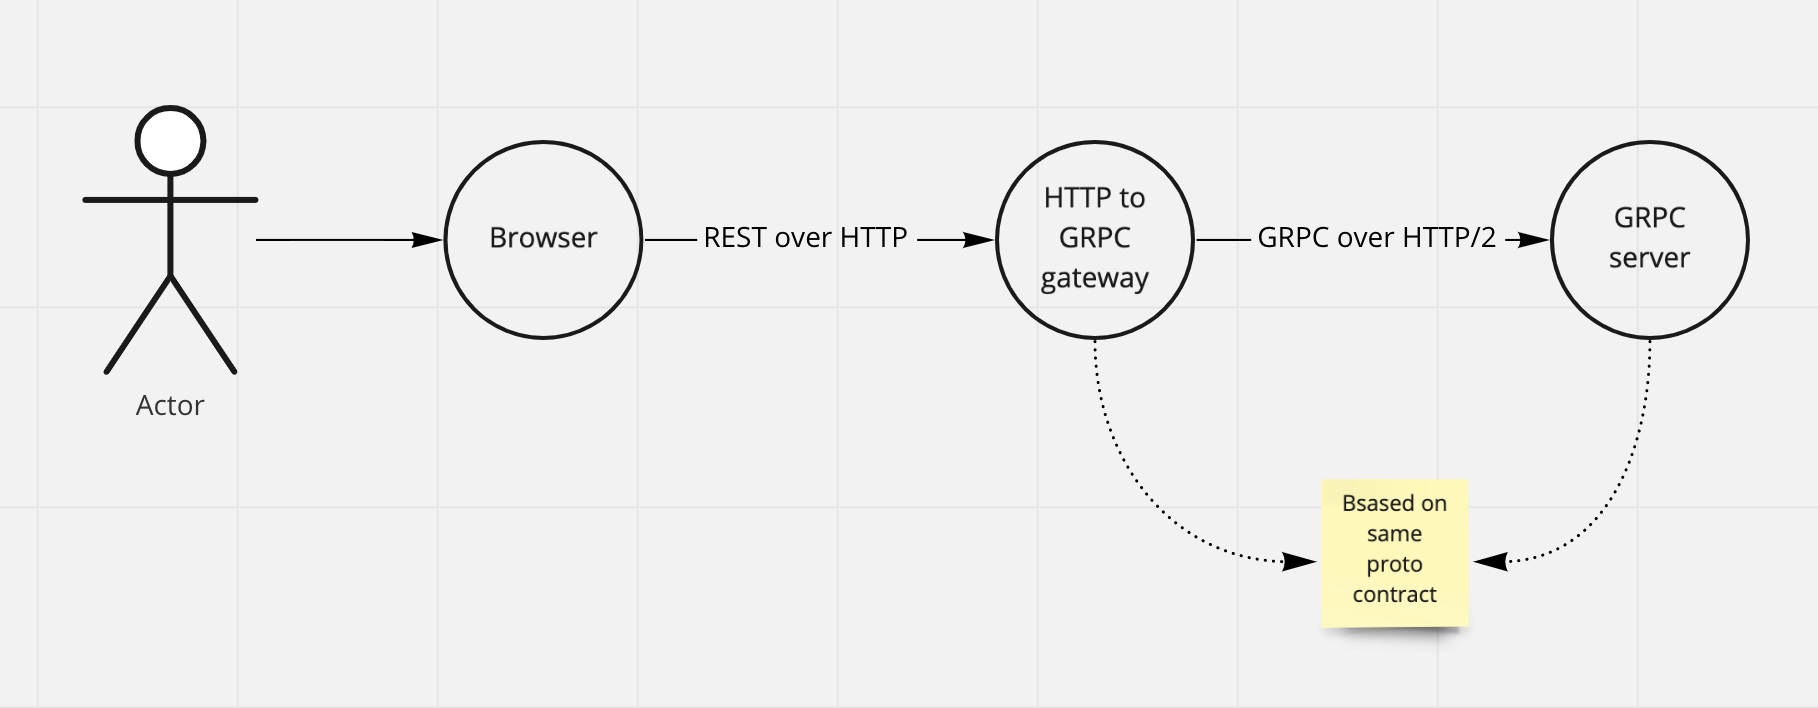 Actor
Browser
REST over HTTP
HTTP to
GRPC
gateway
GRPC over HTTP/2
GRPC
server
Bsased on
same
proto
contract